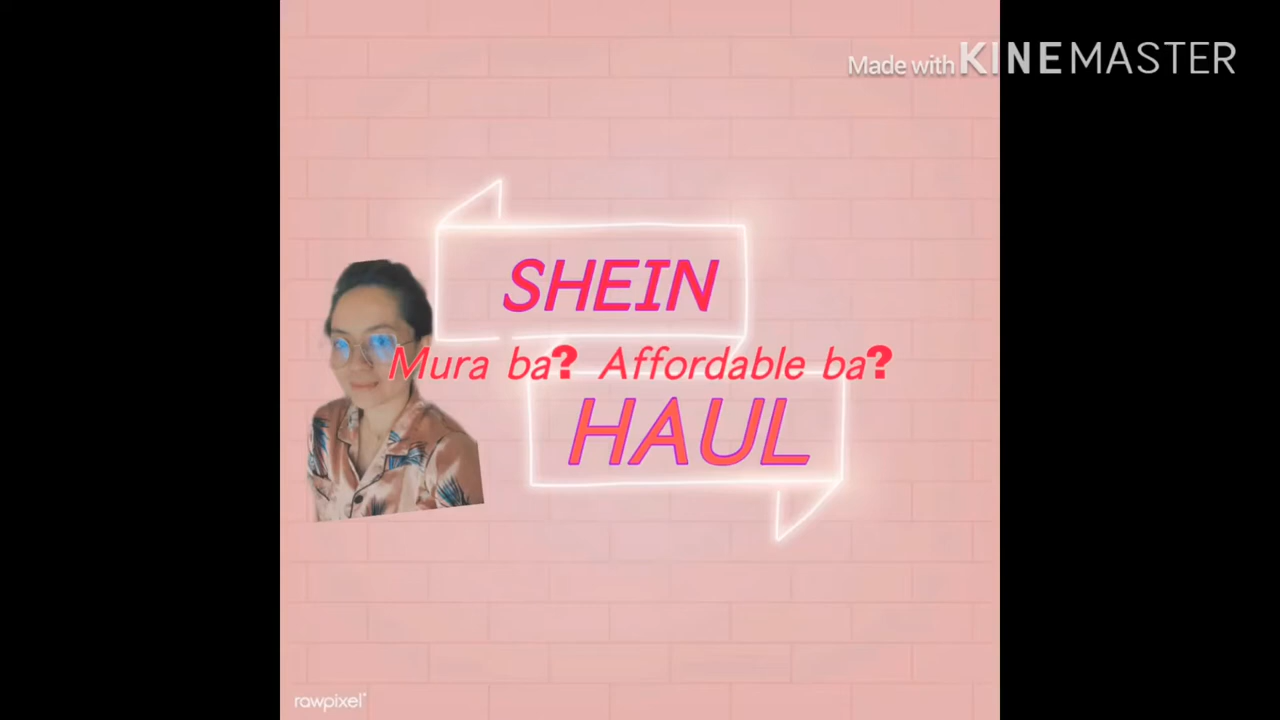 Made with KINEMASTER
SHEIN
Mura ba? Affordable ba?
HAUL
rawpixel